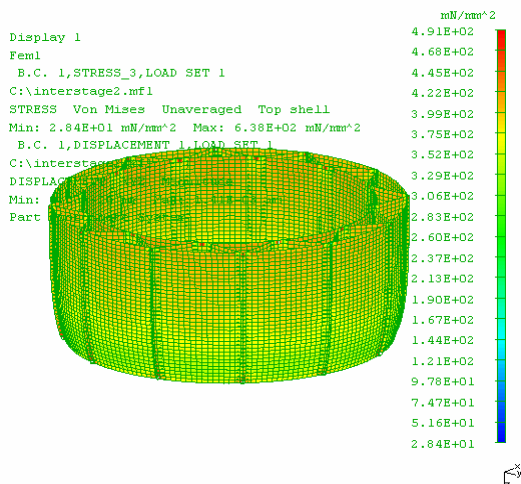 mN/mm^2
Display 1
Fem1
B.C. 1,STRESS_3,LOAD SET 1
C:\interstage2.mf1
STRESS Von Mises Unaveraged Top shell
Min: 2.84E+01 mN/mm^2 Max: 6.38E+02 mN/mm^2
B.C. 1,DISPLACEMENT_1,LOAD SET 1
Min:
Part
4.91E+02
4.68E+02
4.45E+02
4.22E+02
3.99E+02
3.75E+02
3.52E+02
3.29E+02
3.06E+02
2.83E+02
2.60E+02
2.37E+02
2.13E+02
1.90E+02
1.67E+02
1.44E+02
1.21E+02
9.78E+01
7.47E+01
5.16E+01
2.84E+01
X
Y